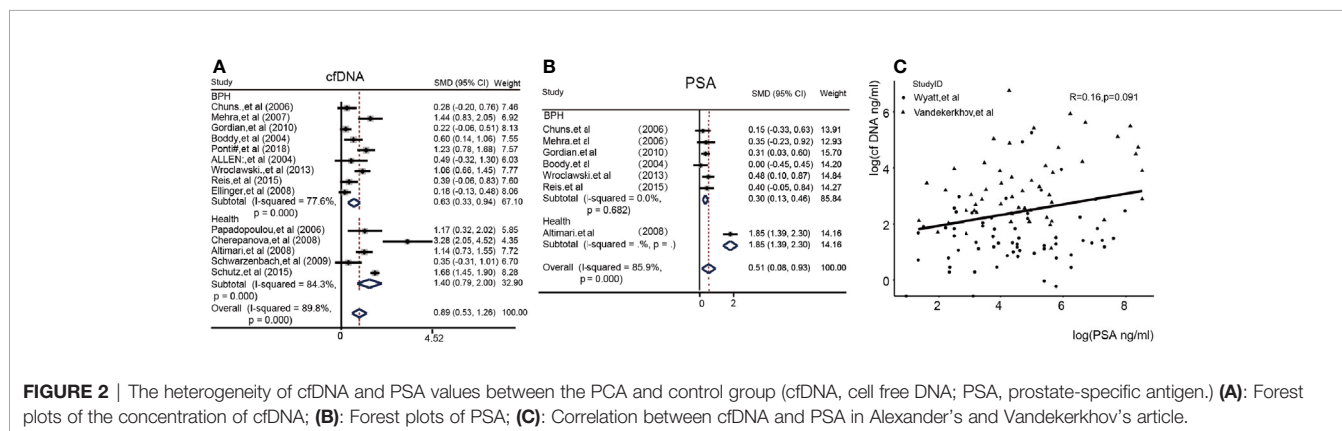 A
cfDNA
Study SMD (95% CI) Weight
BPH
Chuns.,et al (2006) 0.28 (-0.20, 0.76) 7.46
Mehra,et al (2007) 1.44 (0.83, 2.05) 6.92
Gordian,et al (2010) 0.22 (-0.06, 0.51) 8.13
Boddy,et al (2004) 0.60 (0.14, 1.06) 7.55
Ponti#,et al (2018) 1.23 (0.78, 1.68) 7.57
ALLEN:,et al (2004) 0.49 (-0.32, 1.30) 6.03
Wroclawski,et al (2013) 1.06 (0.66, 1.45) 7.77
Reis,et al (2015) 0.39 (-0.06, 0.83) 7.60
Ellinger,et al (2008) 0.18 (-0.13, 0.48) 8.06
Subtotal (I-squared = 77.6%, 0.63 (0.33, 0.94) 67.10
p = 0.000)
Health
Papadopoulou,et al (2006) 1.17 (0.32, 2.02) 5.85
Cherepanova,et al (2008) 3.28 (2.05, 4.52) 4.35
Altimari,et al (2008) 1.14 (0.73, 1.55) 7.72
Schwarzenbach,et al (2009) 0.35 (-0.31, 1.01) 6.70
Schutz,et al (2015) 1.68 (1.45, 1.90) 8.28
Subtotal (I-squared = 84.3%, 1.40 (0.79, 2.00) 32.90
p = 0.000)
Overall (I-squared = 89.8%, 0.89 (0.53, 1.26) 100.00
p = 0.000)
0 4.52
B
PSA
Study SMD (95% CI) Weight
BPH
Chuns.et.al (2006) 0.15 (-0.33, 0.63) 13.91
Mehra.et.al (2006) 0.35 (-0.23, 0.92) 12.93
Gordian.et.al (2010) 0.31 (0.03, 0.60) 15.70
Boody.et.al (2004) 0.00 (-0.45, 0.45) 14.20
Wroclawski.et.al (2013) 0.48 (0.10, 0.87) 14.84
Reis.et.al (2015) 0.40 (-0.05, 0.84) 14.27
Subtotal (I-squared = 0.0%, 0.30 (0.13, 0.46) 85.84
p = 0.682)
Health
Altimari.et.al (2008) 1.85 (1.39, 2.30) 14.16
Subtotal (I-squared = .%, p = .) 1.85 (1.39, 2.30) 14.16
Overall (I-squared = 85.9%, 0.51 (0.08, 0.93) 100.00
p = 0.000)
0 2
C
StudyID
Wyatt,et al
Vandekerkhov,et al
R=0.16,p=0.091
log(cf DNA ng/ml)
6
4
2
0
2 4 6 8
log(PSA ng/ml)
FIGURE 2 | The heterogeneity of cfDNA and PSA values between the PCA and control group (cfDNA, cell free DNA; PSA, prostate-specific antigen.) (A): Forest
plots of the concentration of cfDNA; (B): Forest plots of PSA; (C): Correlation between cfDNA and PSA in Alexander's and Vandekerkhov's article.